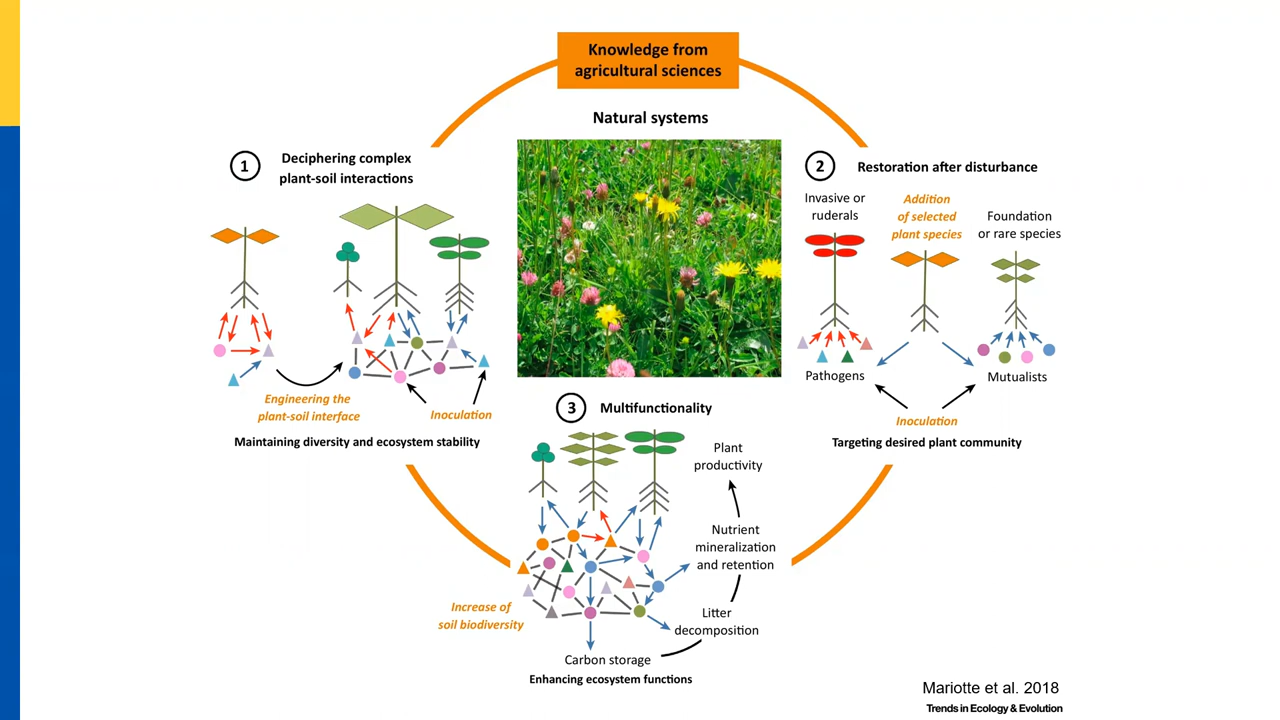 Knowledge from
agricultural sciences
Natural systems
1
Deciphering complex
plant-soil interactions
Engineering the
plant-soil interface
Inoculation
Maintaining diversity and ecosystem stability
2
Restoration after disturbance
Invasive or
ruderals
Addition
of selected
plant species
Foundation
or rare species
Pathogens
Mutualists
Inoculation
Targeting desired plant community
3
Multifunctionality
Plant
productivity
Nutrient
mineralization
and retention
Litter
decomposition
Increase of
soil biodiversity
Carbon storage
Enhancing ecosystem functions
Mariotte et al. 2018
Trends in Ecology & Evolution